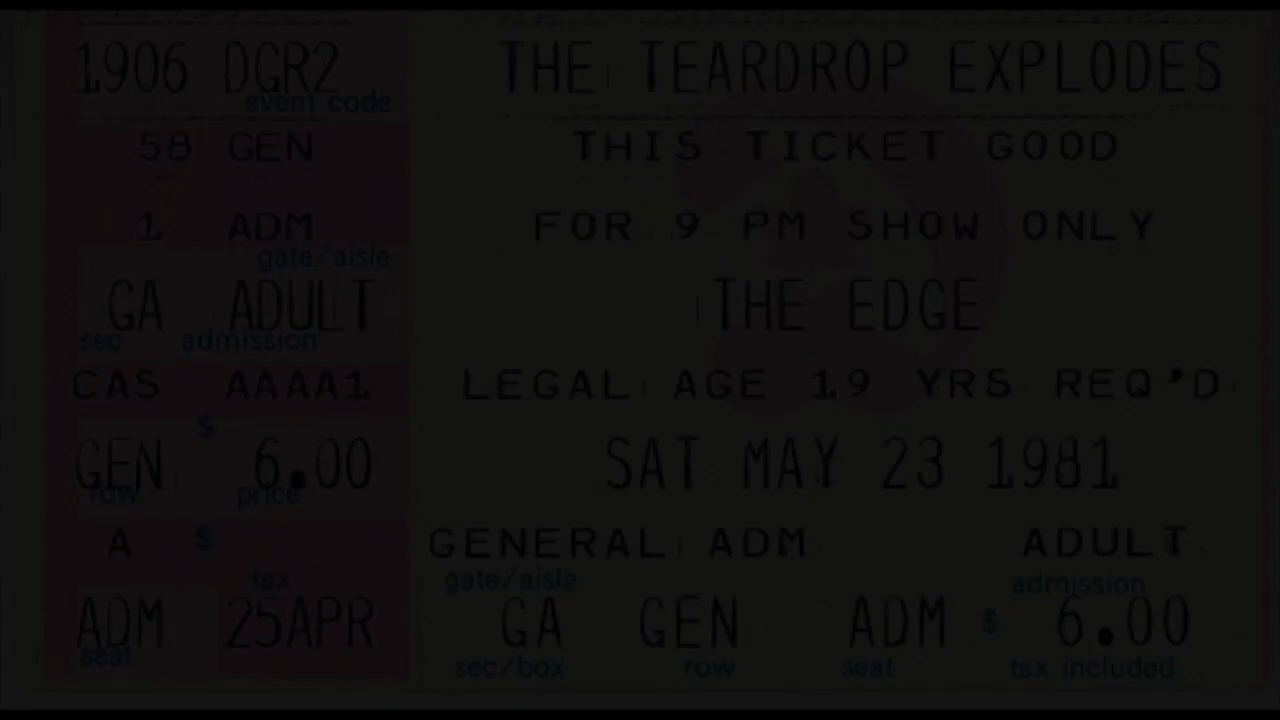 1906 DGR2
event code
58 GEN
1 ADM
gate/aisle
GA ADULT
sec admission
CAS AAAA1
$
GEN 6.00
row price
A $
tax
ADM 25APR
seat
THE TEARDROP EXPLODES
THIS TICKET GOOD
FOR 9 PM SHOW ONLY
THE EDGE
LEGAL AGE 19 YRS REQ'D
SAT MAY 23 1981
GENERAL ADM ADULT
gate/aisle admission
GA GEN ADM $ 6.00
sec/box row seat tax included